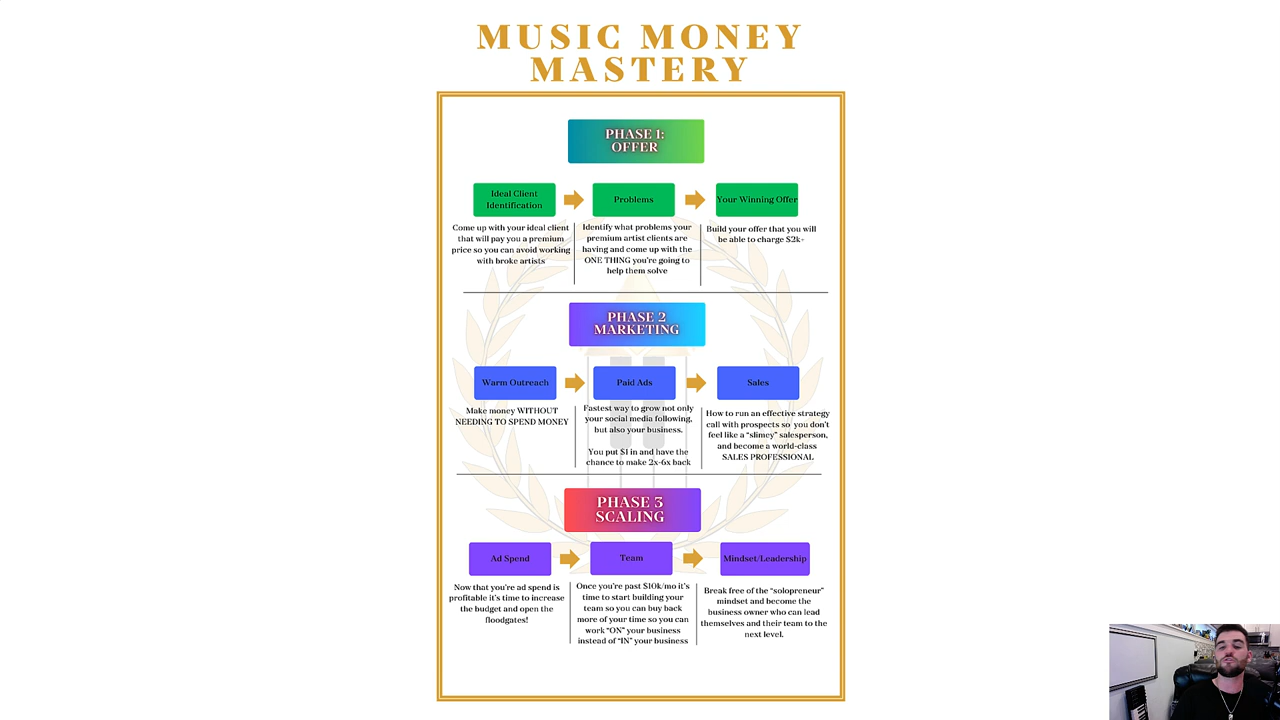 MUSIC MONEY
MASTERY
PHASE 1:
OFFER
Ideal Client
Identification
Problems
Your Winning Offer
Come up with your ideal client
that will pay you a premium
price so you can avoid working
with broke artists
Identify what problems your
premium artist clients are
having and come up with the
ONE THING you're going to
help them solve
Build your offer that you will
be able to charge $2k+
PHASE 2
MARKETING
Warm Outreach
Paid Ads
Sales
Make money WITHOUT
NEEDING TO SPEND MONEY
Fastest way to grow not only
your social media following,
but also your business.
You put $1 in and have the
chance to make 2x-6x back
How to run an effective strategy
call with prospects so you don't
feel like a "slimey" salesperson,
and become a world-class
SALES PROFESSIONAL
PHASE 3
SCALING
Ad Spend
Team
Mindset/Leadership
Now that you're ad spend is
profitable it's time to increase
the budget and open the
floodgates!
Once you're past $10k/mo it's
time to start building your
team so you can buy back
more of your time so you can
work "ON" your business
instead of "IN" your business
Break free of the "solopreneur"
mindset and become the
business owner who can lead
themselves and their team to the
next level.